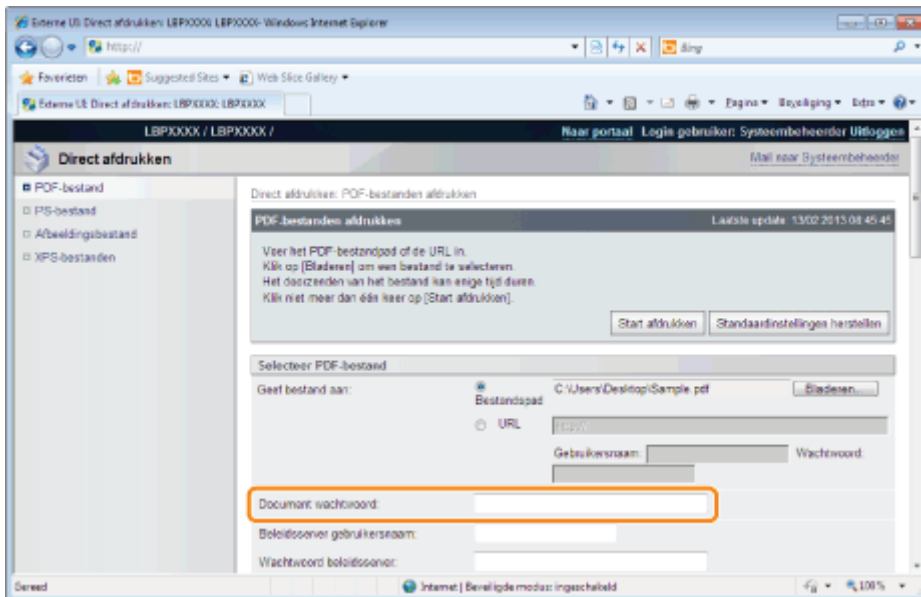 Externe UI: Direct afdrukken: LBPXXXX: LBPXXXX - Windows Internet Explorer
http://
Bing
Favorieten Suggested Sites Web Slice Gallery
Externe UI: Direct afdrukken: LBPXXXX: LBPXXXX
Pagina Beveiliging Extra
LBPXXXX / LBPXXXX /
Naar portaal Login gebruiker: Systeembeheerder Uitloggen
Direct afdrukken
Mail naar Systeembeheerder
PDF-bestand
PS-bestand
Afbeeldingsbestand
XPS-bestanden
Direct afdrukken: PDF-bestanden afdrukken
PDF-bestanden afdrukken Laatste update: 13/02 2013 08:45:45
Voer het PDF-bestandpad of de URL in.
Klik op [Bladeren] om een bestand te selecteren.
Het doorzenden van het bestand kan enige tijd duren.
Klik niet meer dan één keer op [Start afdrukken].
Start afdrukken Standaardinstellingen herstellen
Selecteer PDF-bestand
Geef bestand aan: Bestandspad C:\Users\Desktop\Sample.pdf Bladeren...
URL http://
Gebruikersnaam: Wachtwoord:
Document wachtwoord:
Beleidsserver gebruikersnaam:
Wachtwoord beleidsserver:
Gereed Internet | Beveiligde modus: ingeschakeld 100%